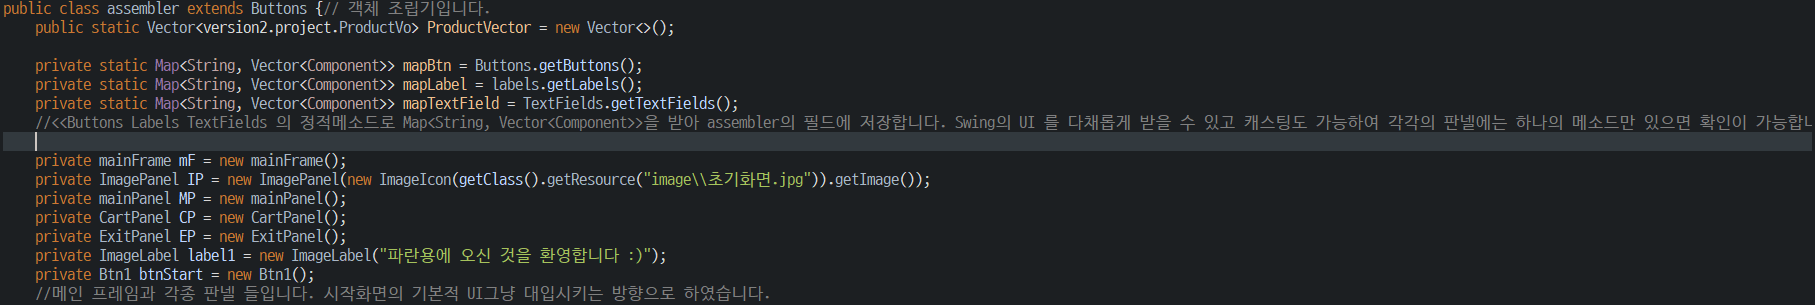 public class assembler extends Buttons {// 객체 조립기입니다.
public static Vector<version2.project.ProductVo> ProductVector = new Vector<>();
private static Map<String, Vector<Component>> mapBtn = Buttons.getButtons();
private static Map<String, Vector<Component>> mapLabel = labels.getLabels();
private static Map<String, Vector<Component>> mapTextField = TextFields.getTextFields();
//<<Buttons Labels TextFields 의 정적메소드로 Map<String, Vector<Component>>을 받아 assembler의 필드에 저장합니다. Swing의 UI 를 다채롭게 받을 수 있고 캐스팅도 가능하여 각각의 판넬에는 하나의 메소드만 있으면 확인이
private mainFrame mF = new mainFrame();
private ImagePanel IP = new ImagePanel(new ImageIcon(getClass().getResource("image\\초기화면.jpg")).getImage());
private mainPanel MP = new mainPanel();
private CartPanel CP = new CartPanel();
private ExitPanel EP = new ExitPanel();
private ImageLabel label1 = new ImageLabel("파란용에 오신 것을 환영합니다 :)");
private Btn1 btnStart = new Btn1();
//메인 프레임과 각종 판넬 들입니다. 시작화면의 기본적 UI그냥 대입시키는 방향으로 하였습니다.